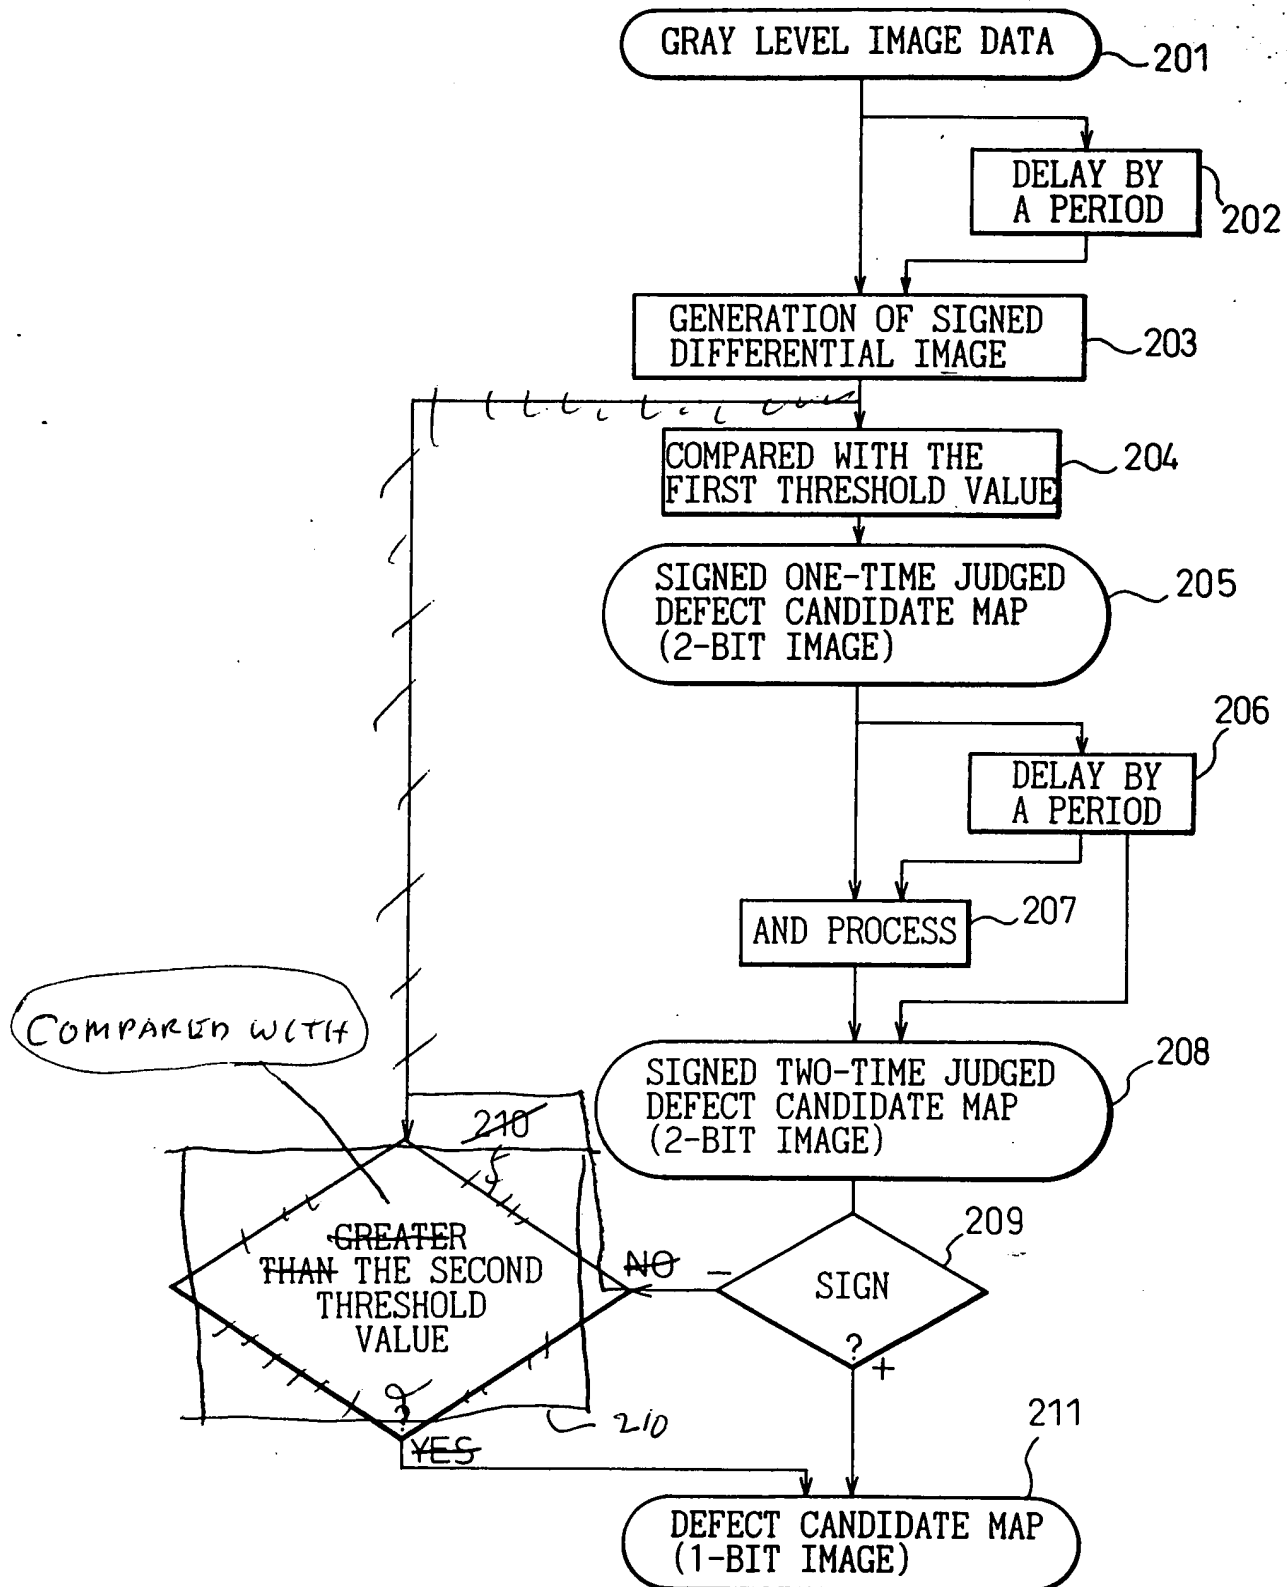 GRAY LEVEL IMAGE DATA
201
DELAY BY
A PERIOD
202
GENERATION OF SIGNED
DIFFERENTIAL IMAGE
203
COMPARED WITH THE
FIRST THRESHOLD VALUE
204
SIGNED ONE-TIME JUDGED
DEFECT CANDIDATE MAP
(2-BIT IMAGE)
205
206
DELAY BY
A PERIOD
AND PROCESS
207
COMPARED WITH
SIGNED TWO-TIME JUDGED
DEFECT CANDIDATE MAP
(2-BIT IMAGE)
208
210
GREATER
THAN THE SECOND
THRESHOLD
VALUE
?
NO
-
SIGN
?
+
209
210
YES
211
DEFECT CANDIDATE MAP
(1-BIT IMAGE)